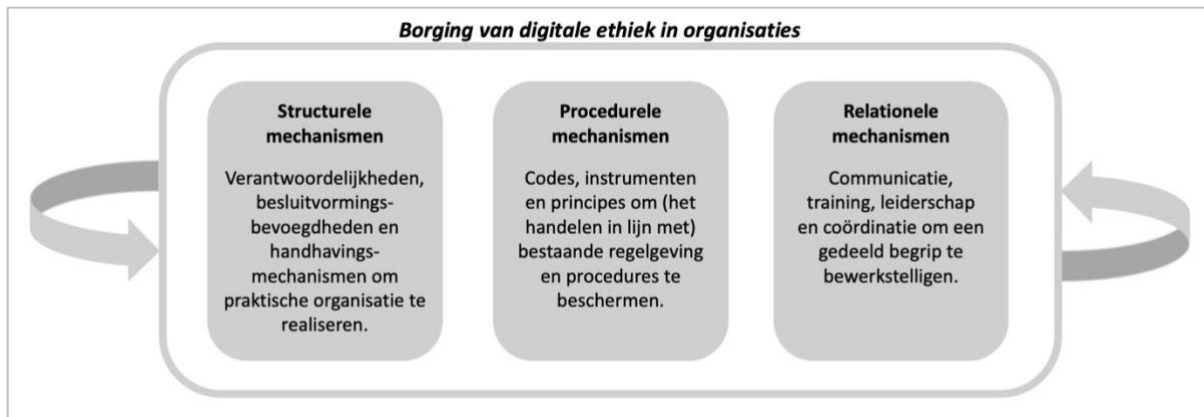 Borging van digitale ethiek in organisaties
Structurele
mechanismen
Verantwoordelijkheden,
besluitvormings-
bevoegdheden en
handhavings-
mechanismen om
praktische organisatie te
realiseren.
Procedurele
mechanismen
Codes, instrumenten
en principes om (het
handelen in lijn met)
bestaande regelgeving
en procedures te
beschermen.
Relationele
mechanismen
Communicatie,
training, leiderschap
en coördinatie om een
gedeeld begrip te
bewerkstelligen.